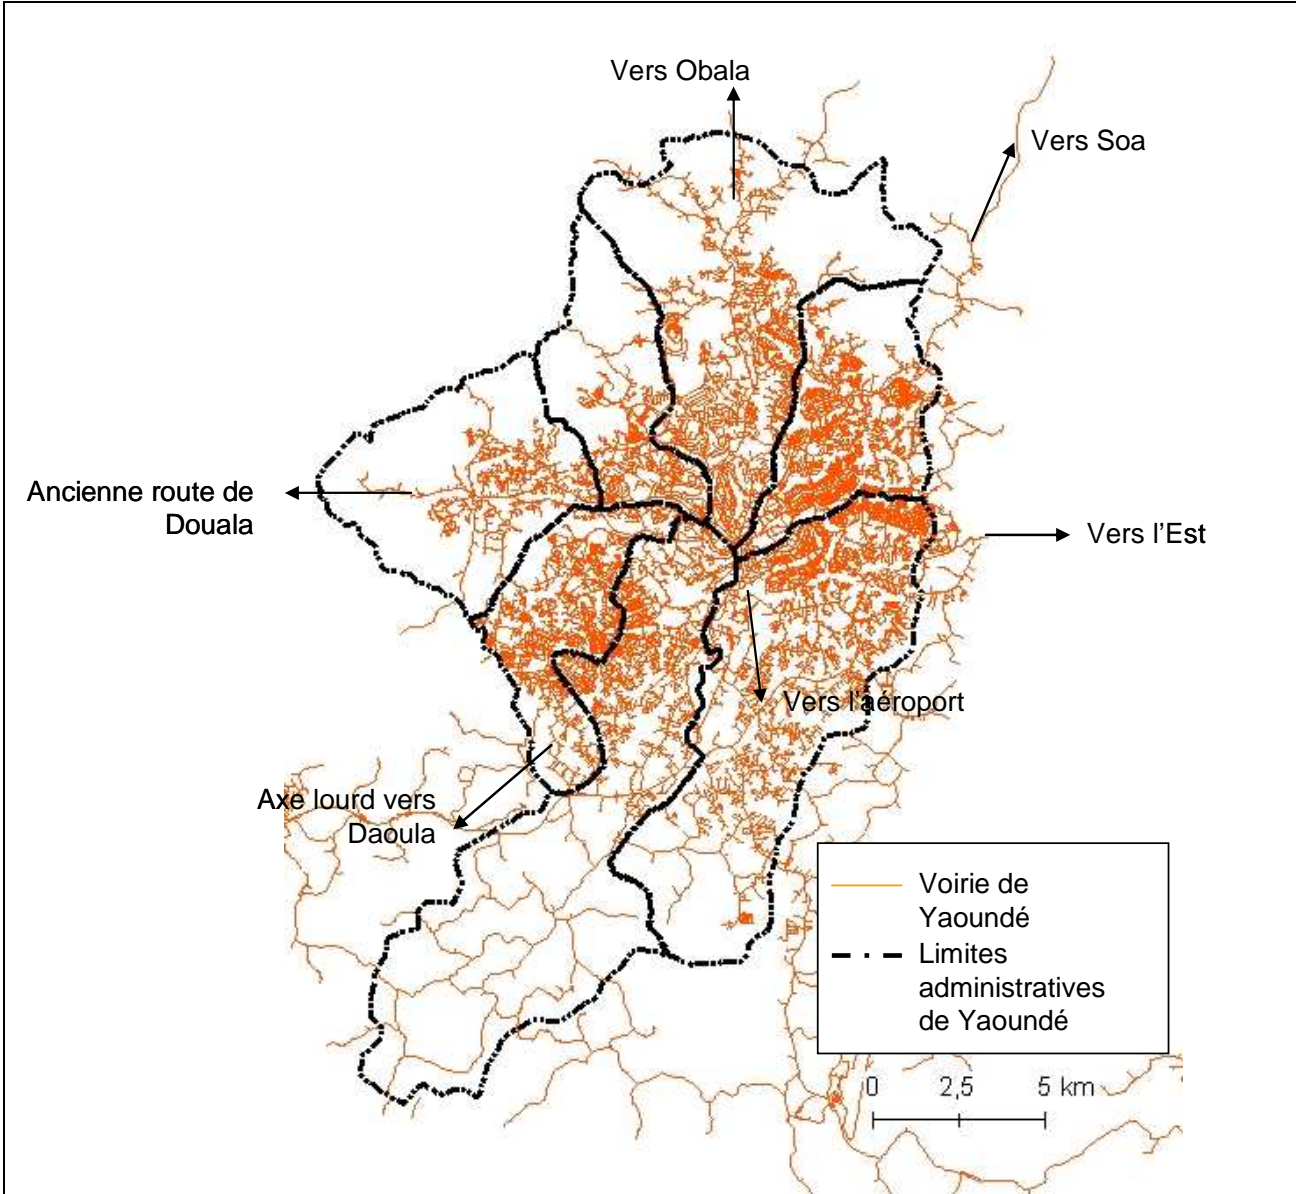 Vers Obala
Vers Soa
Ancienne route de
Douala
Vers l’Est
Vers l’aéroport
Axe lourd vers
Daoula
Voirie de
Yaoundé
Limites
administratives
de Yaoundé
0 2,5 5 km